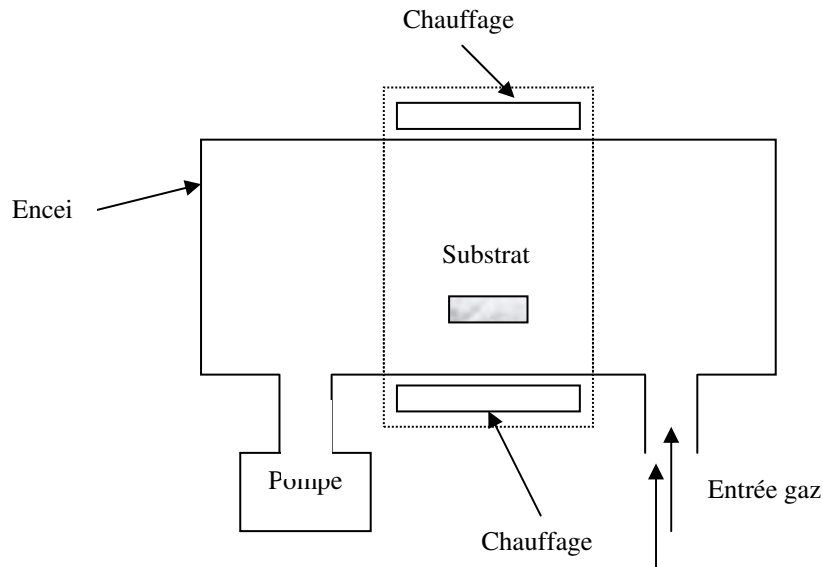 Chauffage
Encei
Substrat
Pompe
Entrée gaz
Chauffage